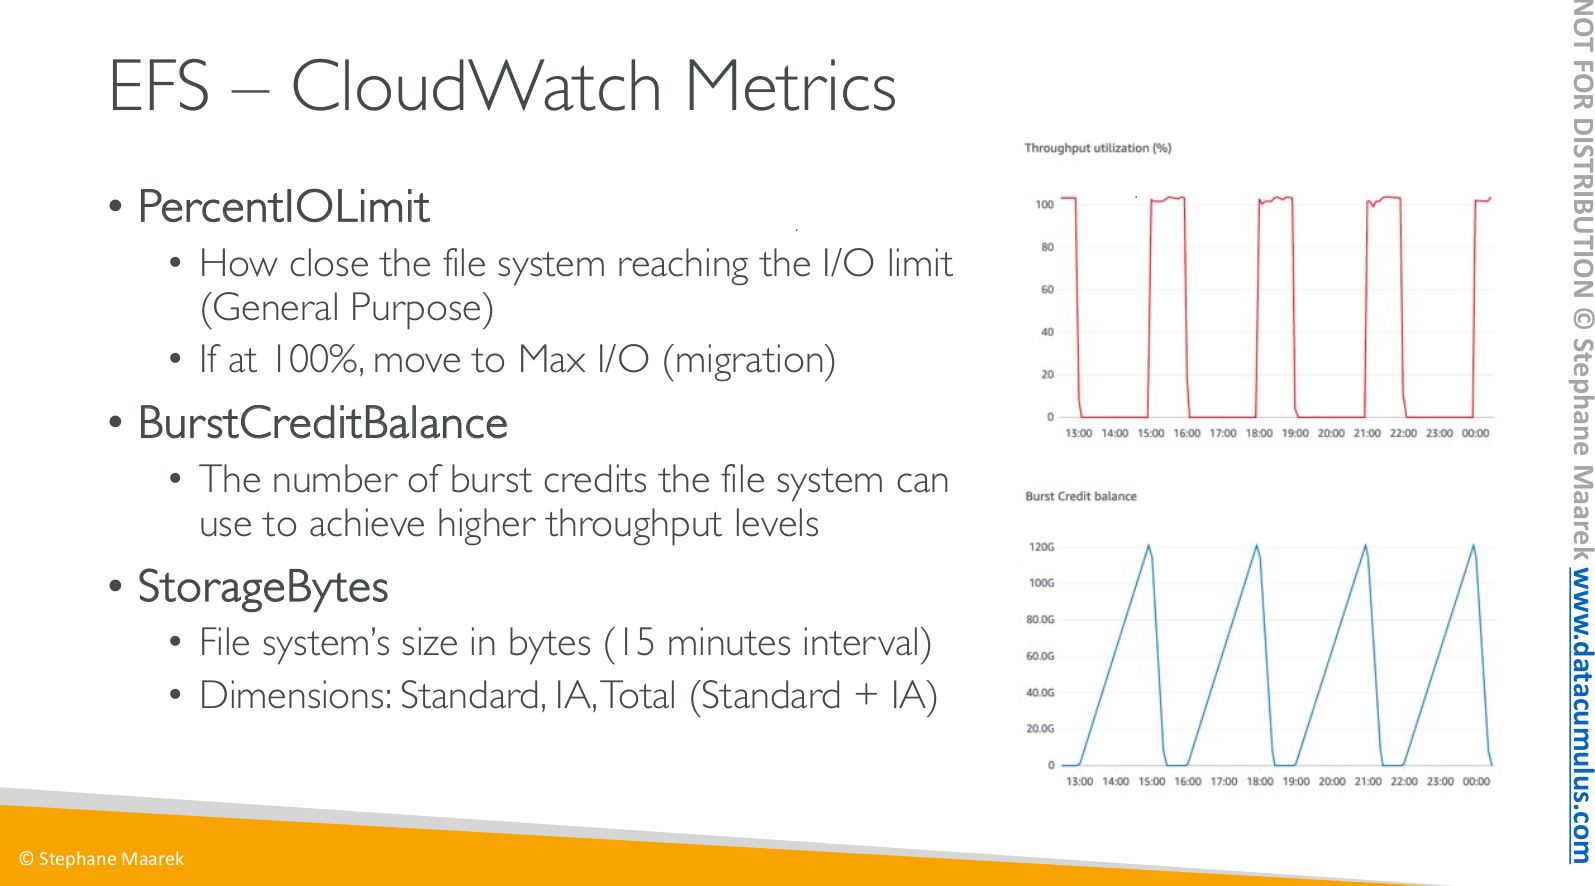 EFS – CloudWatch Metrics
• PercentIOLimit
• How close the file system reaching the I/O limit
(General Purpose)
• If at 100%, move to Max I/O (migration)
• BurstCreditBalance
• The number of burst credits the file system can
use to achieve higher throughput levels
• StorageBytes
• File system’s size in bytes (15 minutes interval)
• Dimensions: Standard, IA, Total (Standard + IA)
Throughput utilization (%)
100
80
60
40
20
0
13:00 14:00 15:00 16:00 17:00 18:00 19:00 20:00 21:00 22:00 23:00 00:00
Burst Credit balance
120G
100G
80.0G
60.0G
40.0G
20.0G
0
13:00 14:00 15:00 16:00 17:00 18:00 19:00 20:00 21:00 22:00 23:00 00:00
NOT FOR DISTRIBUTION © Stephane Maarek www.datacumulus.com
© Stephane Maarek